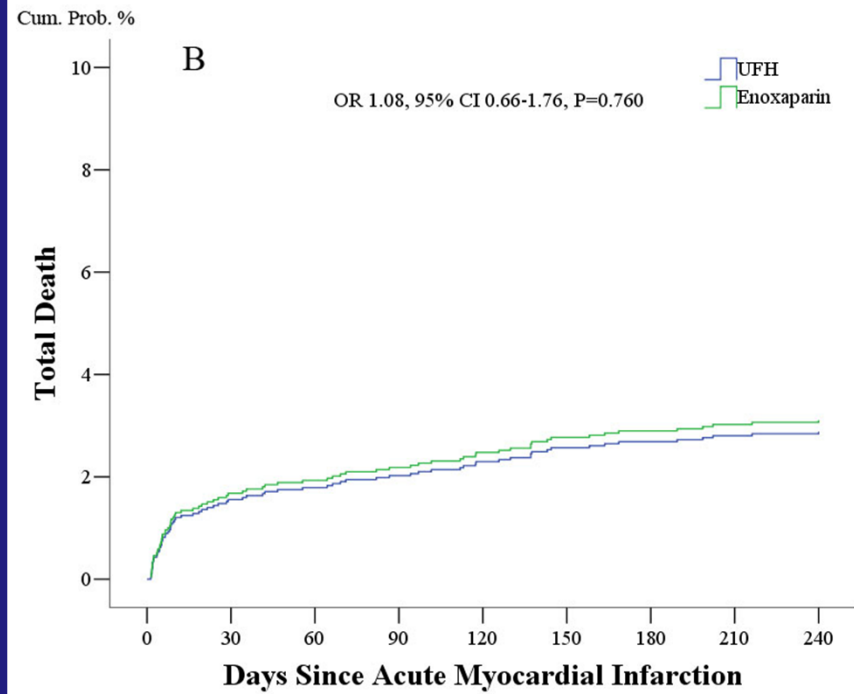 Cum. Prob. %
B
UFH
Enoxaparin
OR 1.08, 95% CI 0.66-1.76, P=0.760
10
8
6
4
2
0
Total Death
0 30 60 90 120 150 180 210 240
Days Since Acute Myocardial Infarction